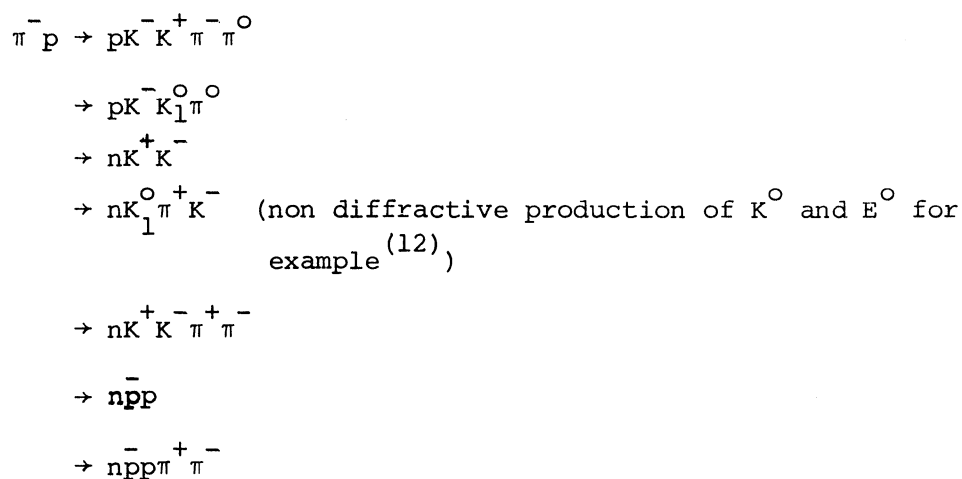 π⁻p → pK⁻K⁺π⁻π⁰
→ pK⁻K₁⁰π⁰
→ nK⁺K⁻
→ nK₁⁰π⁺K⁻ (non diffractive production of K⁰ and E⁰ for
example⁽¹²⁾)
→ nK⁺K⁻π⁺π⁻
→ np̄p
→ np̄pπ⁺π⁻